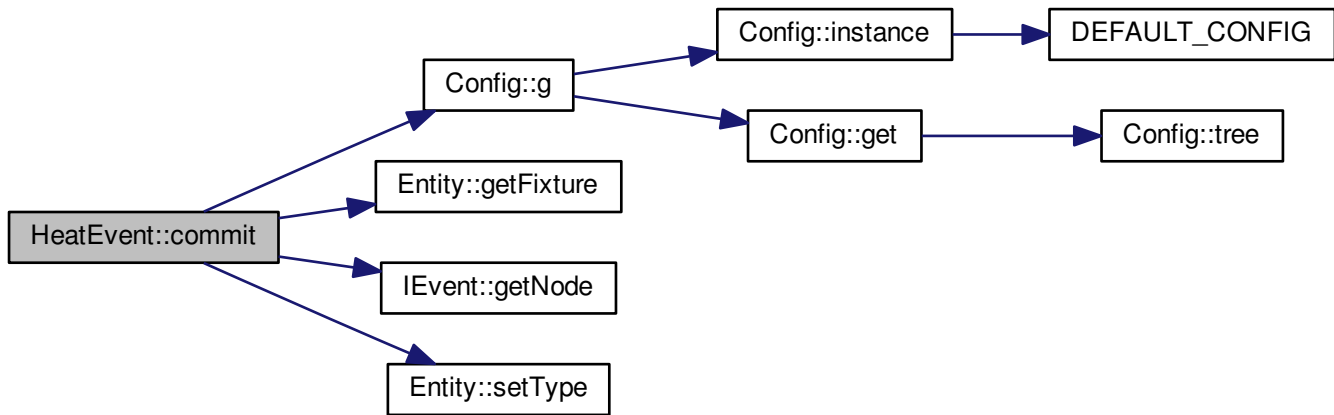 Config::instance
DEFAULT_CONFIG
Config::g
Config::get
Config::tree
Entity::getFixture
HeatEvent::commit
IEvent::getNode
Entity::setType